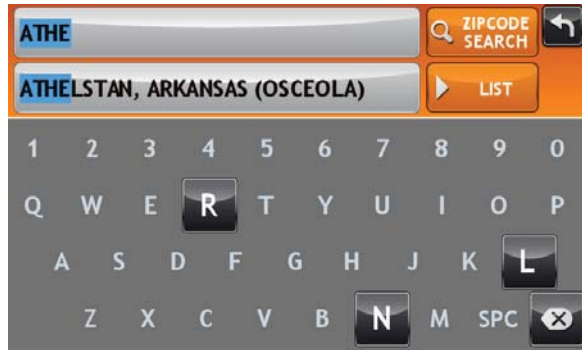 ATHE
ZIPCODE SEARCH
ATHELSTAN, ARKANSAS (OSCEOLA)
LIST
1 2 3 4 5 6 7 8 9 0
Q W E R T Y U I O P
A S D F G H J K L
Z X C V B N M SPC